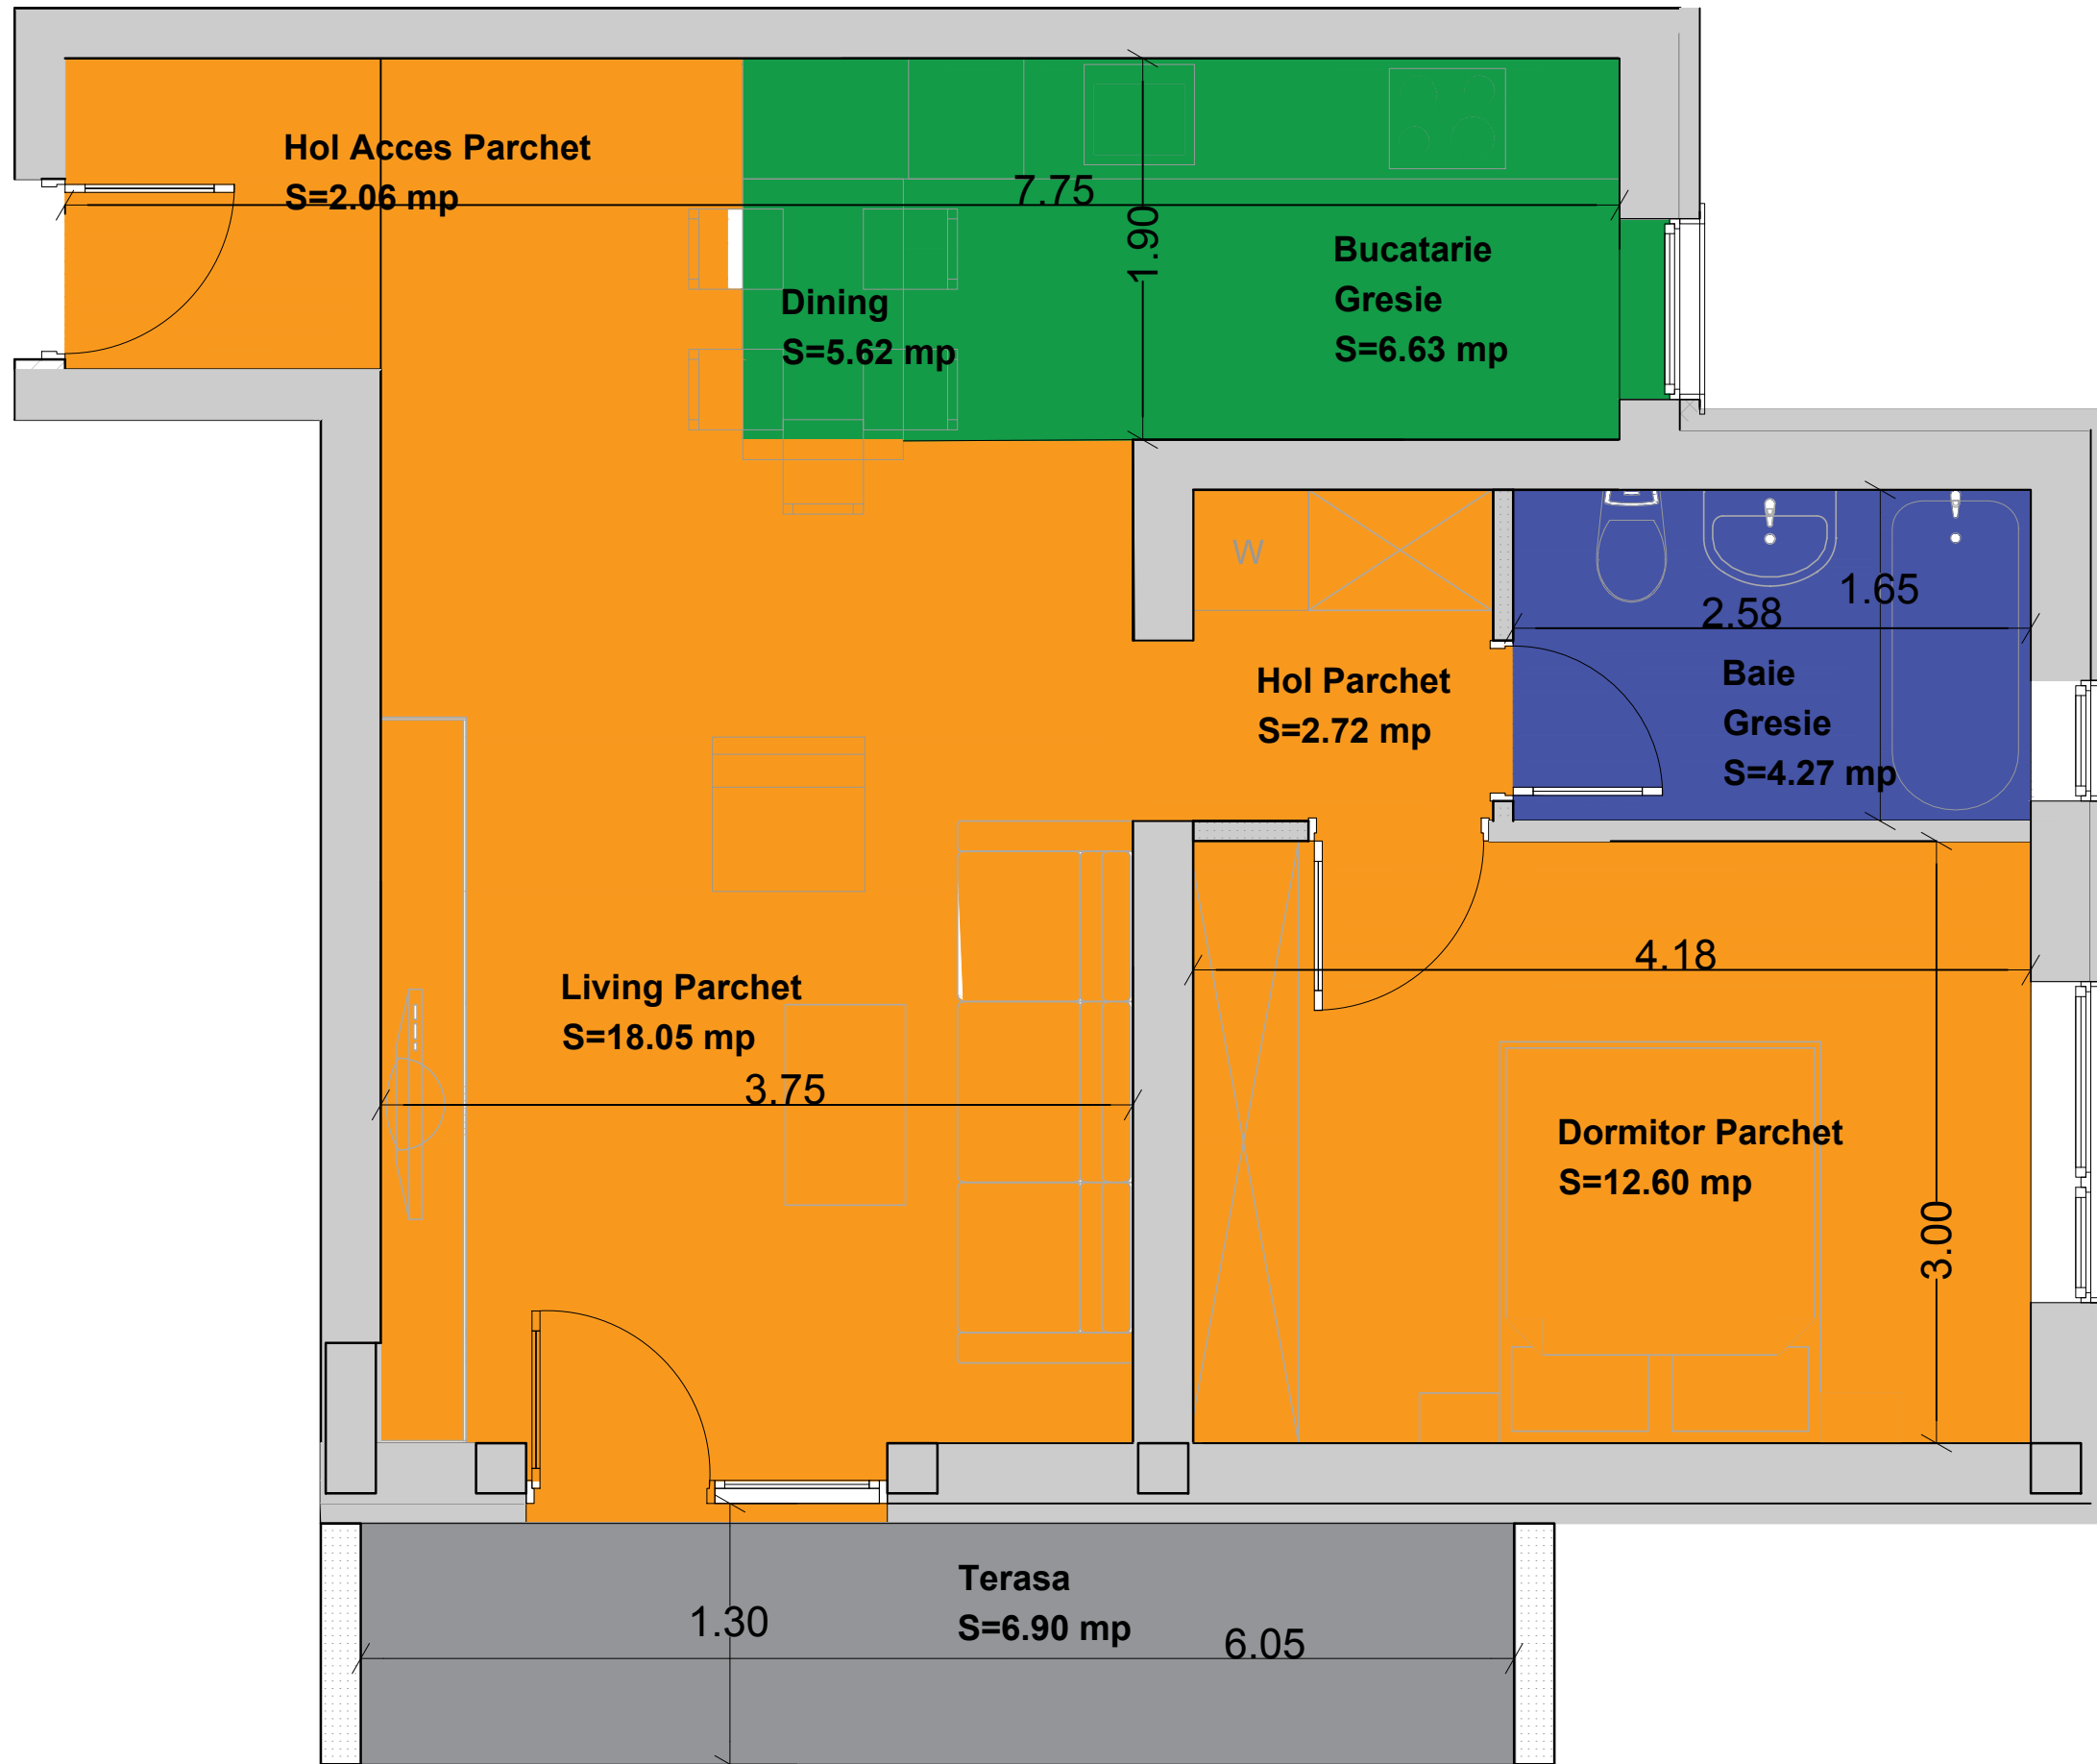 Hol Acces Parchet
S=2.06 mp
7.75
1.90
Bucatarie
Gresie
S=6.63 mp
Dining
S=5.62 mp
W
1.65
2.58
Hol Parchet
S=2.72 mp
Baie
Gresie
S=4.27 mp
4.18
Living Parchet
S=18.05 mp
3.75
Dormitor Parchet
S=12.60 mp
3.00
Terasa
S=6.90 mp
1.30
6.05